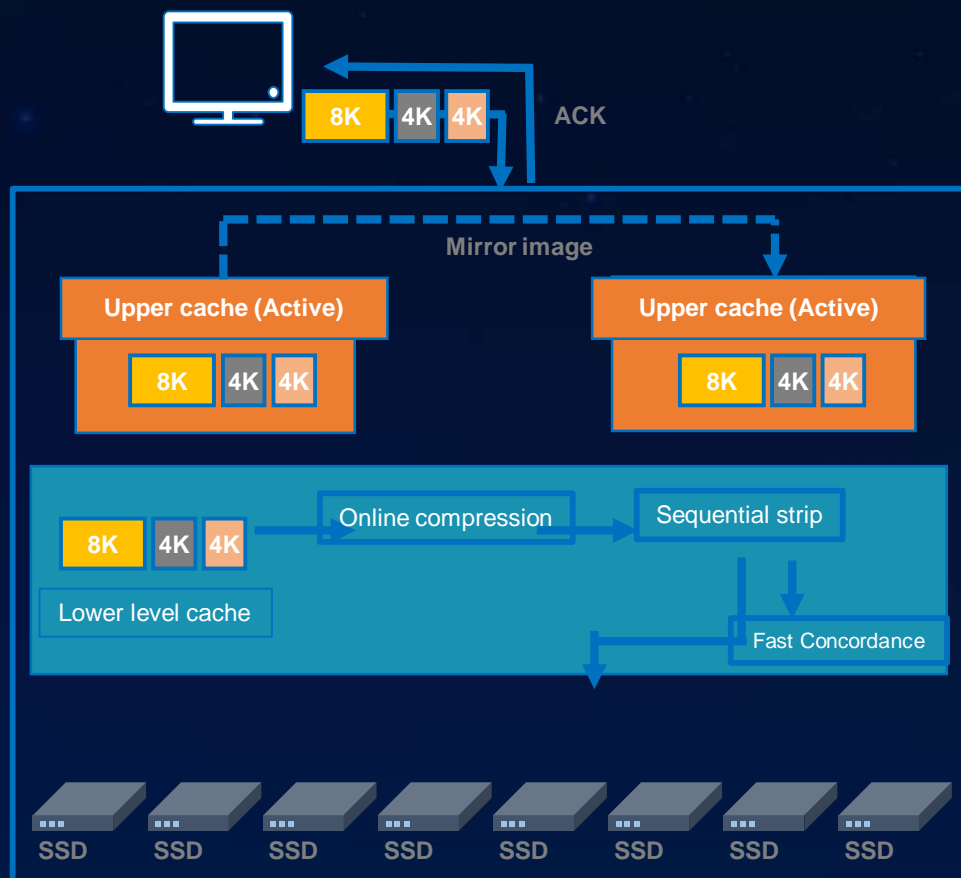 8K 4K 4K
ACK
Mirror image
Upper cache (Active)
Upper cache (Active)
8K 4K 4K
8K 4K 4K
Online compression
Sequential strip
8K 4K 4K
Lower level cache
Fast Concordance
SSD SSD SSD SSD SSD SSD SSD SSD